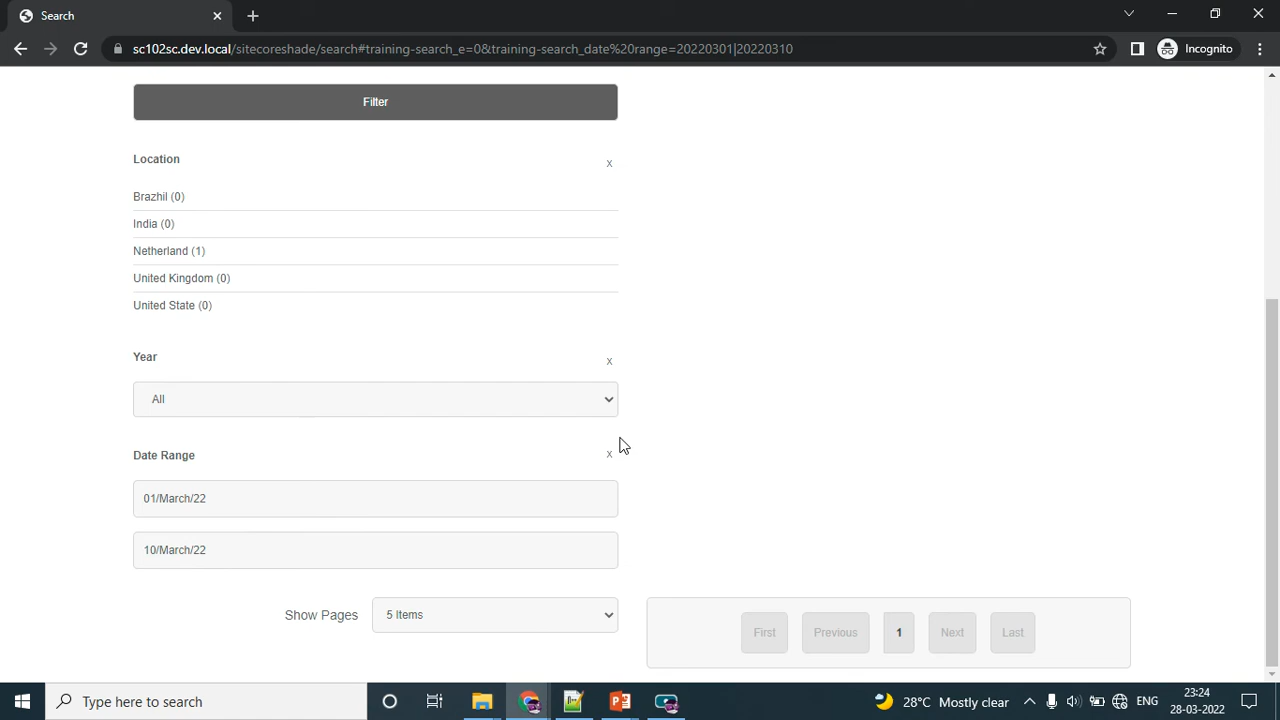 Search
sc102sc.dev.local/sitecoreshade/search#training-search_e=0&training-search_date%20range=20220301|20220310
Incognito
Filter
Location
x
Brazhil (0)
India (0)
Netherland (1)
United Kingdom (0)
United State (0)
Year
x
All
Date Range
x
01/March/22
10/March/22
Show Pages
5 Items
First
Previous
1
Next
Last
Type here to search
28°C Mostly clear
ENG
23:24
28-03-2022